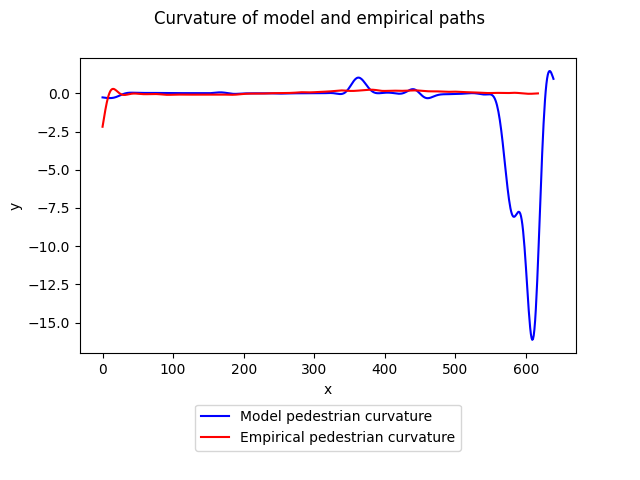 Curvature of model and empirical paths
0.0
−2.5
−5.0
−7.5
−10.0
−12.5
−15.0
y
0 100 200 300 400 500 600
x
Model pedestrian curvature
Empirical pedestrian curvature